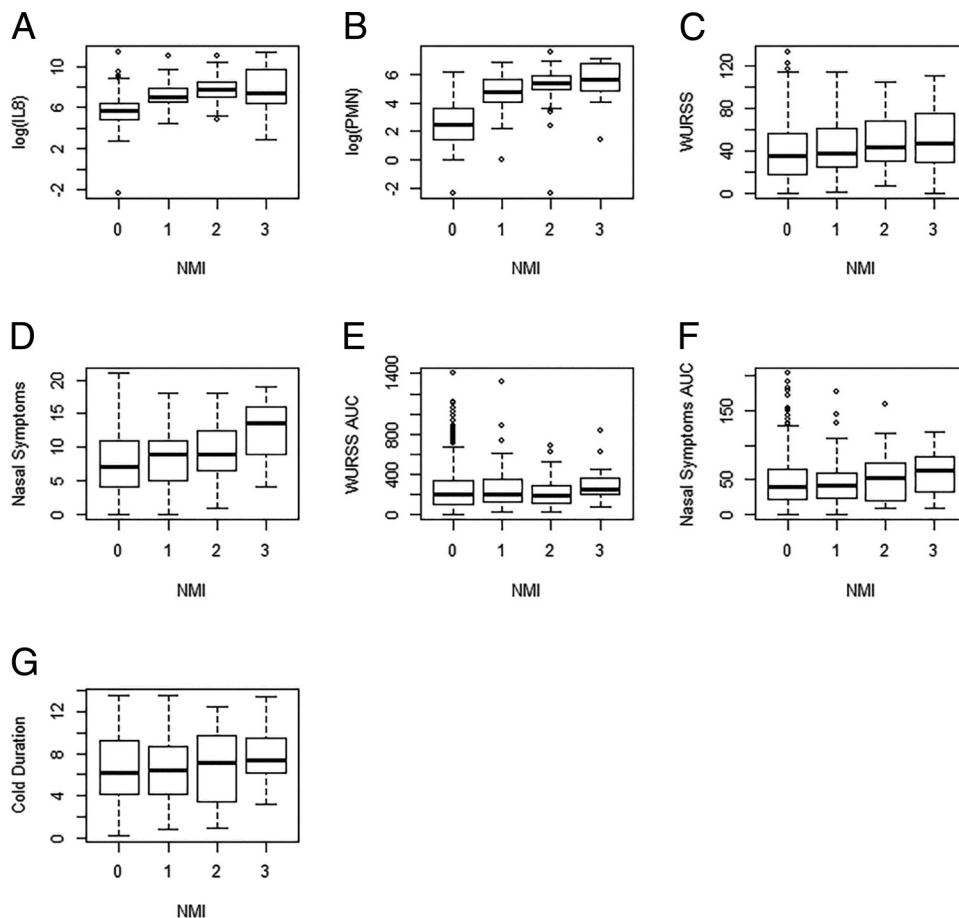 A
log(IL8)
10
6
2
-2
0 1 2 3
NMI
B
log(PMN)
6
4
2
0
-2
0 1 2 3
NMI
C
WURSS
120
80
40
0
0 1 2 3
NMI
D
Nasal Symptoms
20
15
10
5
0
0 1 2 3
NMI
E
WURSS AUC
1400
800
400
0
0 1 2 3
NMI
F
Nasal Symptoms AUC
150
50
0
0 1 2 3
NMI
G
Cold Duration
12
8
4
0
0 1 2 3
NMI